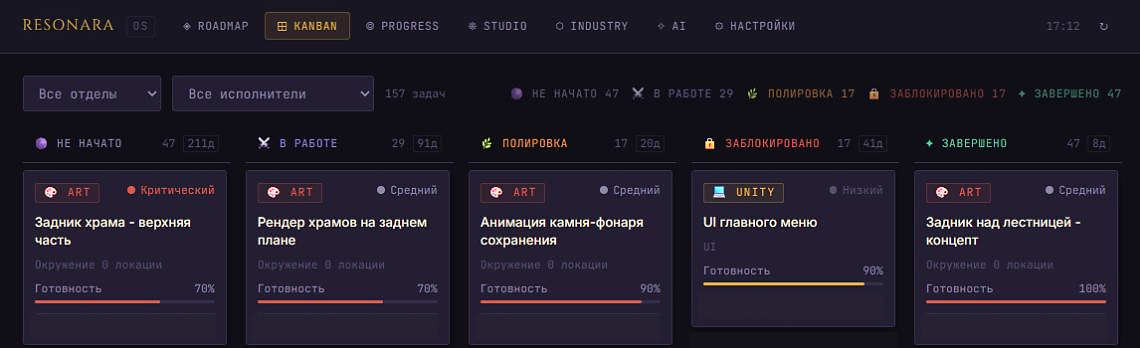 RESONARA OS ROADMAP KANBAN PROGRESS STUDIO INDUSTRY AI НАСТРОЙКИ 17:12
Все отделы Все исполнители 157 задач НЕ НАЧАТО 47 В РАБОТЕ 29 ПОЛИРОВКА 17 ЗАБЛОКИРОВАНО 17 ЗАВЕРШЕНО 47
НЕ НАЧАТО 47 211д
В РАБОТЕ 29 91д
ПОЛИРОВКА 17 20д
ЗАБЛОКИРОВАНО 17 41д
ЗАВЕРШЕНО 47 8д
ART Критический
Задник храма - верхняя
часть
Окружение 0 локации
Готовность 70%
ART Средний
Рендер храмов на заднем
плане
Окружение 0 локации
Готовность 70%
ART Средний
Анимация камня-фонаря
сохранения
Окружение 0 локации
Готовность 90%
UNITY Низкий
UI главного меню
UI
Готовность 90%
ART Средний
Задник над лестницей -
концепт
Окружение 0 локации
Готовность 100%